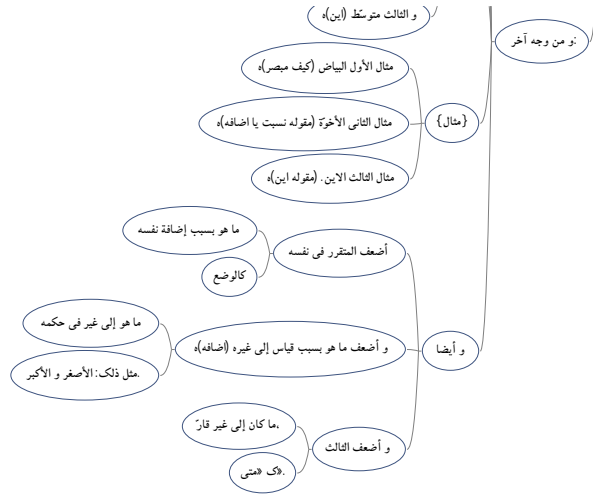 و الثالث متوسّط (این)ه
و من وجه آخر:
مثال الأول البیاض (کیف مبصر)ه
{مثال}
مثال الثانی الأخوّة (مقوله نسبت یا اضافه)ه
مثال الثالث الاین. (مقوله این)ه
و أیضا
أضعف المتقرر فی نفسه
ما هو بسبب إضافة نفسه
کالوضع
و أضعف ما هو بسبب قیاس إلی غیره (اضافه)ه
ما هو إلی غیر فی حکمه
مثل ذلک: الأصغر و الأکبر.
و أضعف الثالث
ما کان إلی غیر قارّ،
ک «متی».